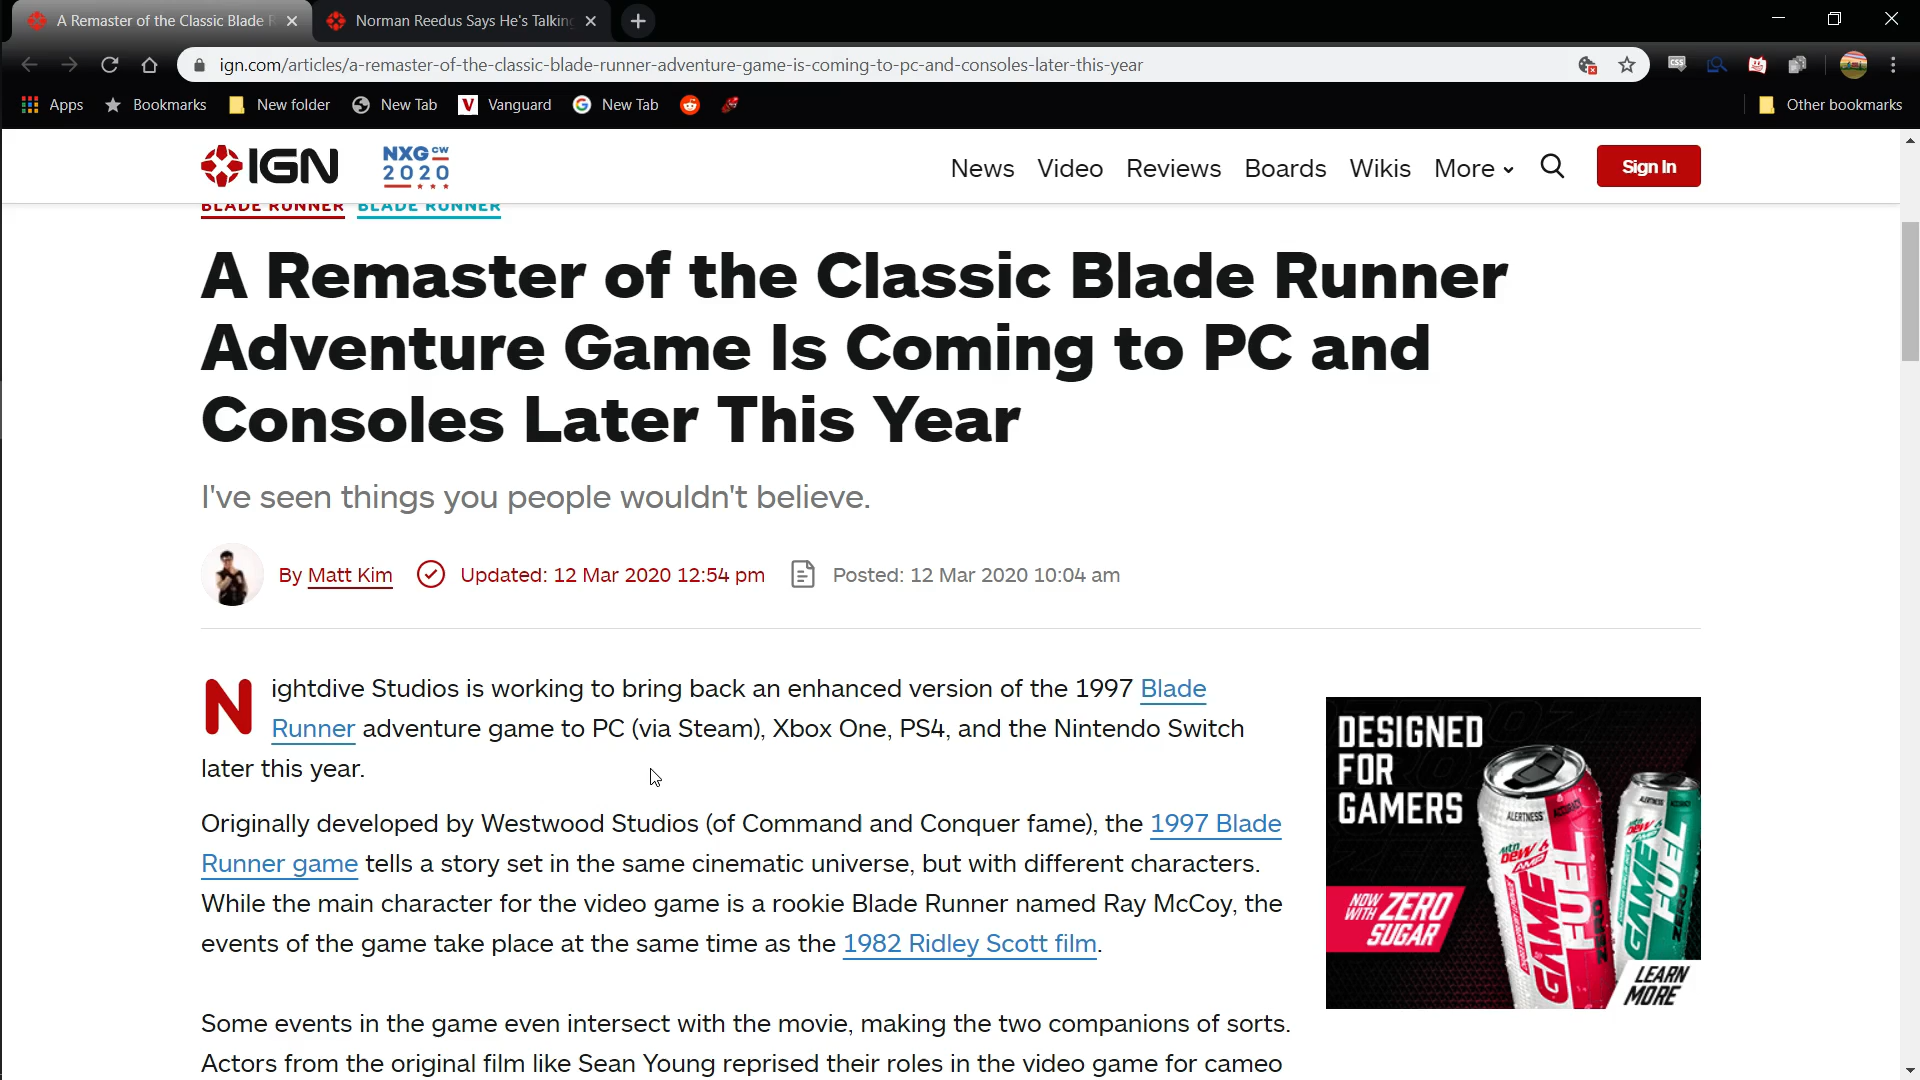 A Remaster of the Classic Blade R
Norman Reedus Says He's Talking
ign.com/articles/a-remaster-of-the-classic-blade-runner-adventure-game-is-coming-to-pc-and-consoles-later-this-year
CSS
Apps Bookmarks New folder New Tab V Vanguard G New Tab Other bookmarks
IGN NXG CW 2020 News Video Reviews Boards Wikis More Sign In
BLADE RUNNER BLADE RUNNER
A Remaster of the Classic Blade Runner
Adventure Game Is Coming to PC and
Consoles Later This Year
I've seen things you people wouldn't believe.
By Matt Kim Updated: 12 Mar 2020 12:54 pm Posted: 12 Mar 2020 10:04 am
Nightdive Studios is working to bring back an enhanced version of the 1997 Blade
Runner adventure game to PC (via Steam), Xbox One, PS4, and the Nintendo Switch
later this year.
Originally developed by Westwood Studios (of Command and Conquer fame), the 1997 Blade
Runner game tells a story set in the same cinematic universe, but with different characters.
While the main character for the video game is a rookie Blade Runner named Ray McCoy, the
events of the game take place at the same time as the 1982 Ridley Scott film.
Some events in the game even intersect with the movie, making the two companions of sorts.
Actors from the original film like Sean Young reprised their roles in the video game for cameo
DESIGNED
FOR
GAMERS
NOW WITH ZERO
SUGAR
ALERTNESS ACCURACY
mtn dew AMP
GAME FUEL
ZERO
ALERTNESS ACCURACY
mtn dew AMP
GAME FUEL
ZERO
LEARN
MORE